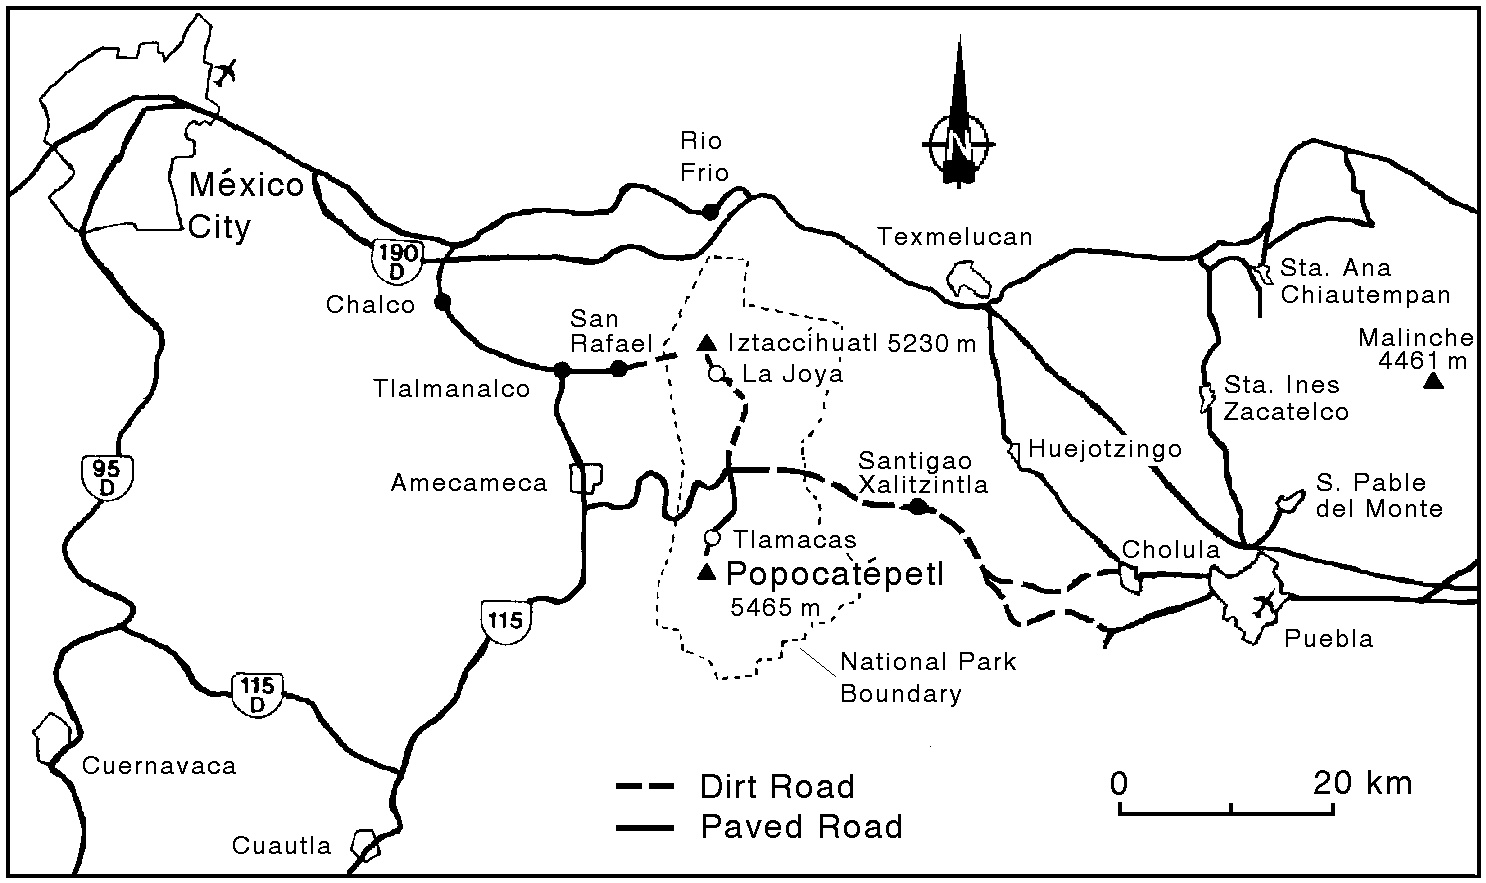 Rio
Frio
N
México
City
Texmelucan
190
D
Sta. Ana
Chiautempan
Chalco
San
Rafael
Iztaccihuatl 5230 m
Malinche
4461 m
La Joya
Tlalmanalco
Sta. Ines
Zacatelco
Huejotzingo
95
D
Santigao
Xalitzintla
Amecameca
S. Pable
del Monte
Tlamacas
Cholula
Popocatépetl
5465 m
115
Puebla
National Park
Boundary
115
D
Cuernavaca
Dirt Road
0 20 km
Paved Road
Cuautla